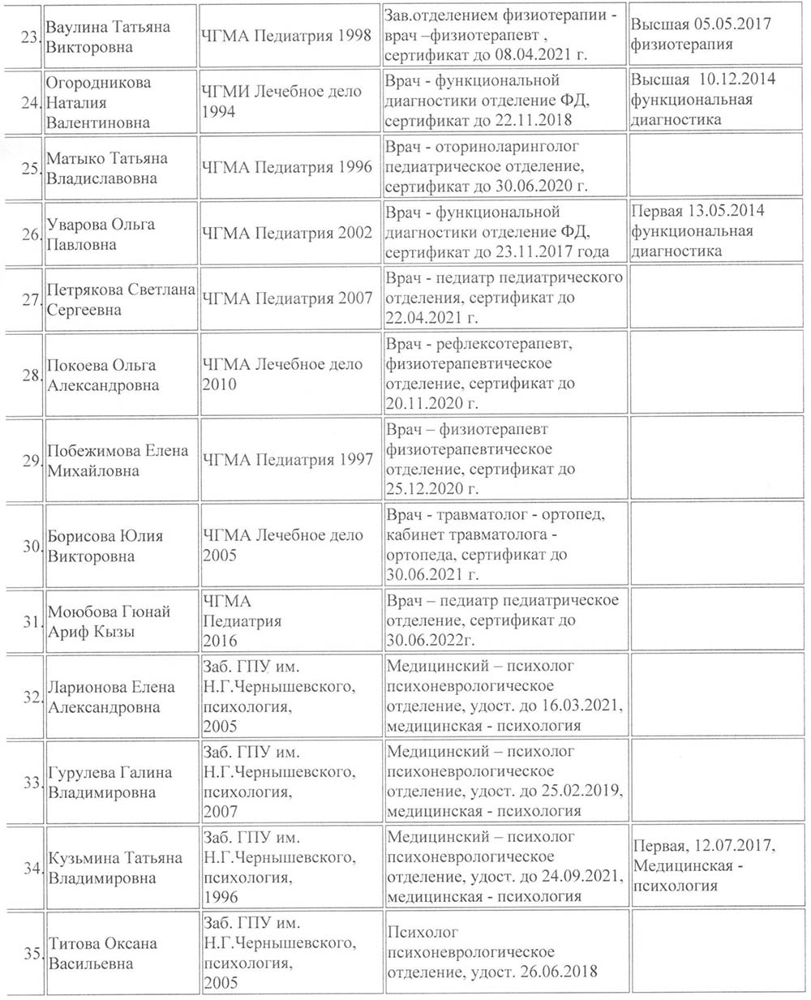 23.
Ваулина Татьяна
Викторовна
ЧГМА Педиатрия 1998
Зав.отделением физиотерапии -
врач –физиотерапевт ,
сертификат до 08.04.2021 г.
Высшая 05.05.2017
физиотерапия
24.
Огородникова
Наталия
Валентиновна
ЧГМИ Лечебное дело
1994
Врач - функциональной
диагностики отделение ФД,
сертификат до 22.11.2018
Высшая 10.12.2014
функциональная
диагностика
25.
Матыко Татьяна
Владиславовна
ЧГМА Педиатрия 1996
Врач - оториноларинголог
педиатрическое отделение,
сертификат до 30.06.2020 г.
26.
Уварова Ольга
Павловна
ЧГМА Педиатрия 2002
Врач - функциональной
диагностики отделение ФД,
сертификат до 23.11.2017 года
Первая 13.05.2014
функциональная
диагностика
27.
Петрякова Светлана
Сергеевна
ЧГМА Педиатрия 2007
Врач - педиатр педиатрического
отделения, сертификат до
22.04.2021 г.
28.
Покоева Ольга
Александровна
ЧГМА Лечебное дело
2010
Врач - рефлексотерапевт,
физиотерапевтическое
отделение, сертификат до
20.11.2020 г.
29.
Побежимова Елена
Михайловна
ЧГМА Педиатрия 1997
Врач – физиотерапевт
физиотерапевтическое
отделение, сертификат до
25.12.2020 г.
30.
Борисова Юлия
Викторовна
ЧГМА Лечебное дело
2005
Врач - травматолог - ортопед,
кабинет травматолога -
ортопеда, сертификат до
30.06.2021 г.
31.
Моюбова Гюнай
Ариф Кызы
ЧГМА
Педиатрия
2016
Врач – педиатр педиатрическое
отделение, сертификат до
30.06.2022г.
32.
Ларионова Елена
Александровна
Заб. ГПУ им.
Н.Г.Чернышевского,
психология,
2005
Медицинский – психолог
психоневрологическое
отделение, удост. до 16.03.2021,
медицинская - психология
33.
Гурулева Галина
Владимировна
Заб. ГПУ им.
Н.Г.Чернышевского,
психология,
2007
Медицинский – психолог
психоневрологическое
отделение, удост. до 25.02.2019,
медицинская - психология
34.
Кузьмина Татьяна
Владимировна
Заб. ГПУ им.
Н.Г.Чернышевского,
психология,
1996
Медицинский – психолог
психоневрологическое
отделение, удост. до 24.09.2021,
медицинская - психология
Первая, 12.07.2017,
Медицинская -
психология
35.
Титова Оксана
Васильевна
Заб. ГПУ им.
Н.Г.Чернышевского,
психология,
2005
Психолог
психоневрологическое
отделение, удост. 26.06.2018